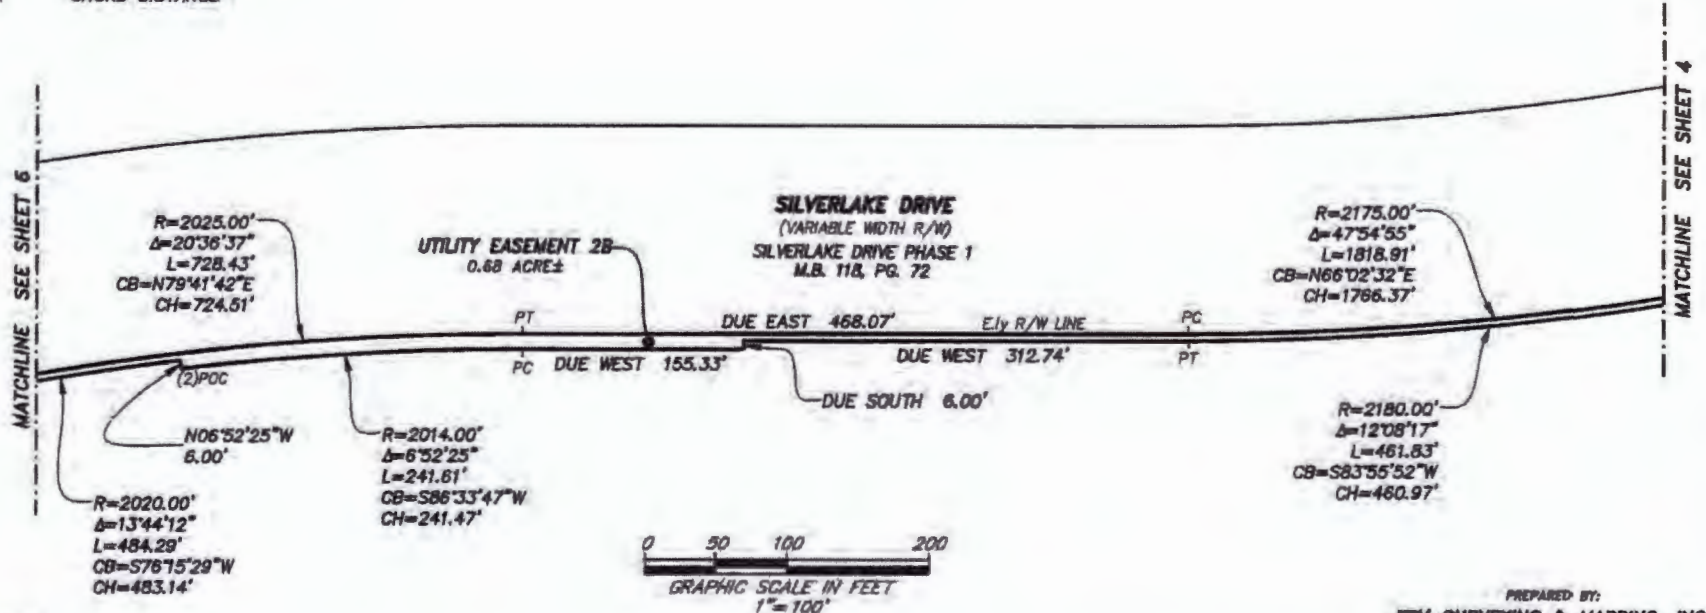 MATCHLINE SEE SHEET 6
R=2025.00'
Δ=20°36'37"
L=728.43'
CB=N79°41'42"E
CH=724.51'
UTILITY EASEMENT 2B
0.68 ACRE±
SILVERLAKE DRIVE
(VARIABLE WIDTH R/W)
SILVERLAKE DRIVE PHASE 1
M.B. 118, PG. 72
R=2175.00'
Δ=47°54'55"
L=1818.91'
CB=N66°02'32"E
CH=1766.37'
MATCHLINE SEE SHEET 4
PT
DUE EAST 468.07'
E.ly R/W LINE
PC
PC
DUE WEST 155.33'
DUE WEST 312.74'
PT
(2)POC
DUE SOUTH 6.00'
N06°52'25"W
6.00'
R=2014.00'
Δ=6°52'25"
L=241.61'
CB=S86°33'47"W
CH=241.47'
R=2180.00'
Δ=12°08'17"
L=461.83'
CB=S83°55'52"W
CH=460.97'
R=2020.00'
Δ=13°44'12"
L=484.29'
CB=S76°15'29"W
CH=483.14'
0 50 100 200
GRAPHIC SCALE IN FEET
1"=100'
PREPARED BY: